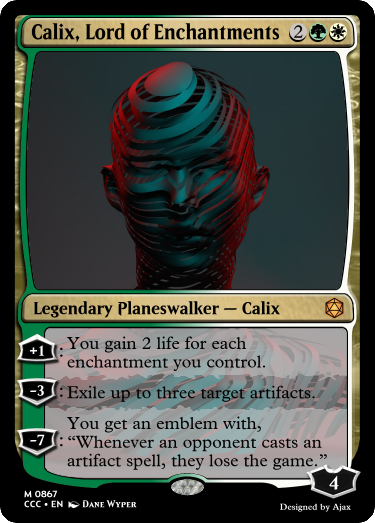 Calix, Lord of Enchantments 2
Legendary Planeswalker — Calix
+1: You gain 2 life for each
enchantment you control.
-3: Exile up to three target artifacts.
-7: You get an emblem with,
“Whenever an opponent casts an
artifact spell, they lose the game.”
4
M 0867
CCC • EN Dane Wyper
Designed by Ajax